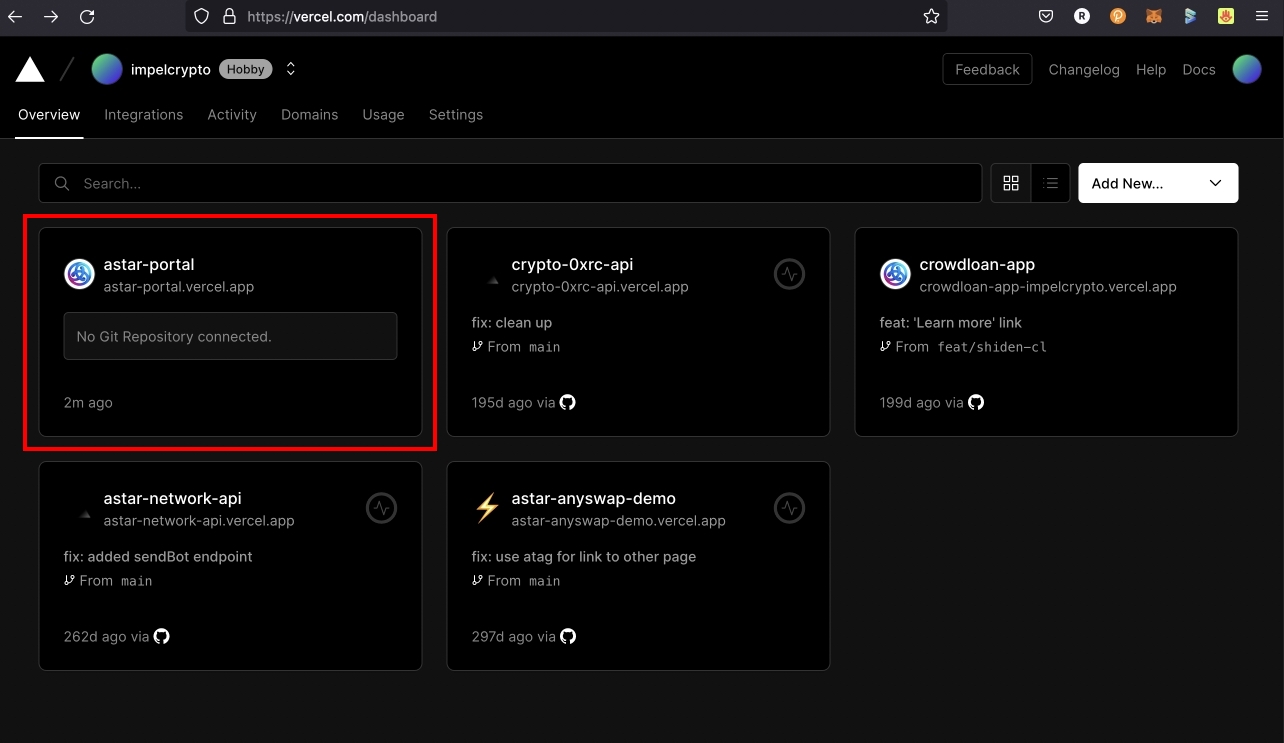 https://vercel.com/dashboard
impelcrypto Hobby
Feedback Changelog Help Docs
Overview Integrations Activity Domains Usage Settings
Search...
Add New...
astar-portal
astar-portal.vercel.app
No Git Repository connected.
2m ago
crypto-0xrc-api
crypto-0xrc-api.vercel.app
fix: clean up
From main
195d ago via
crowdloan-app
crowdloan-app-impelcrypto.vercel.app
feat: 'Learn more' link
From feat/shiden-cl
199d ago via
astar-network-api
astar-network-api.vercel.app
fix: added sendBot endpoint
From main
262d ago via
astar-anyswap-demo
astar-anyswap-demo.vercel.app
fix: use atag for link to other page
From main
297d ago via